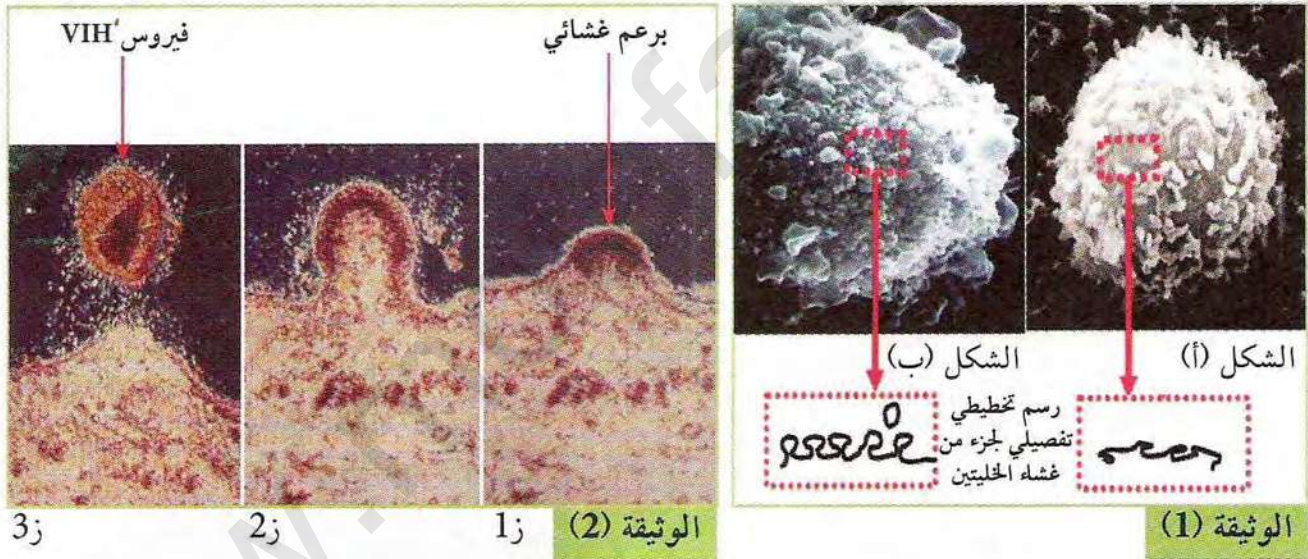 برعم غشائي
فيروس VIH
الشكل (أ)
الشكل (ب)
رسم تخطيطي
تفصيلي لجزء من
غشاء الخليتين
الوثيقة (1)
ز1
ز2
ز3
الوثيقة (2)